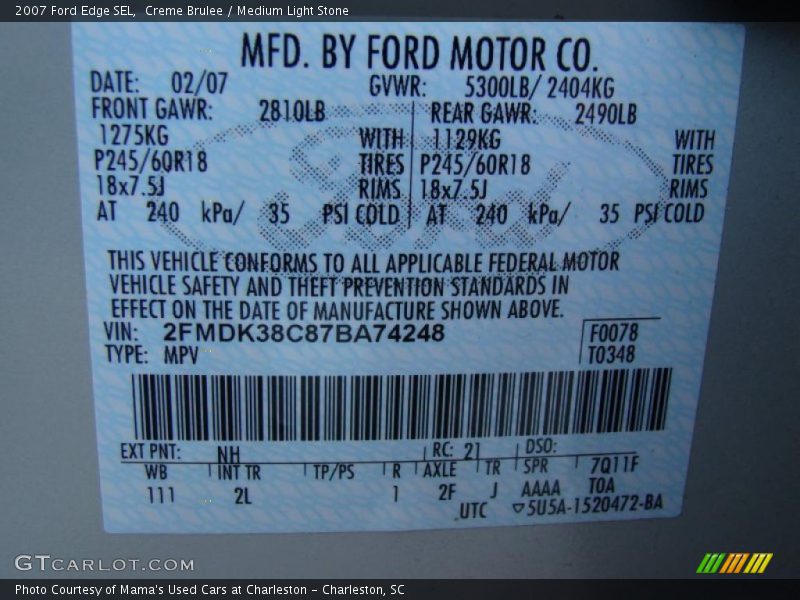 2007 Ford Edge SEL,  Creme Brulee / Medium Light Stone
MFD. BY FORD MOTOR CO.
DATE: 02/07 GVWR: 5300LB/ 2404KG
FRONT GAWR: 2810LB REAR GAWR: 2490LB
1275KG WITH 1129KG WITH
P245/60R18 TIRES P245/60R18 TIRES
18x7.5J RIMS 18x7.5J RIMS
AT 240 kPa/ 35 PSI COLD AT 240 kPa/ 35 PSI COLD
THIS VEHICLE CONFORMS TO ALL APPLICABLE FEDERAL MOTOR
VEHICLE SAFETY AND THEFT PREVENTION STANDARDS IN
EFFECT ON THE DATE OF MANUFACTURE SHOWN ABOVE.
VIN: 2FMDK38C87BA74248 F0078
TYPE: MPV T0348
EXT PNT: NH RC: 21 DSO:
WB INT TR TP/PS R AXLE TR SPR 7Q11F
111 2L 1 2F J AAAA TOA
UTC ▽5U5A-1520472-BA
GTCARLOT.COM
Photo Courtesy of Mama's Used Cars at Charleston - Charleston, SC